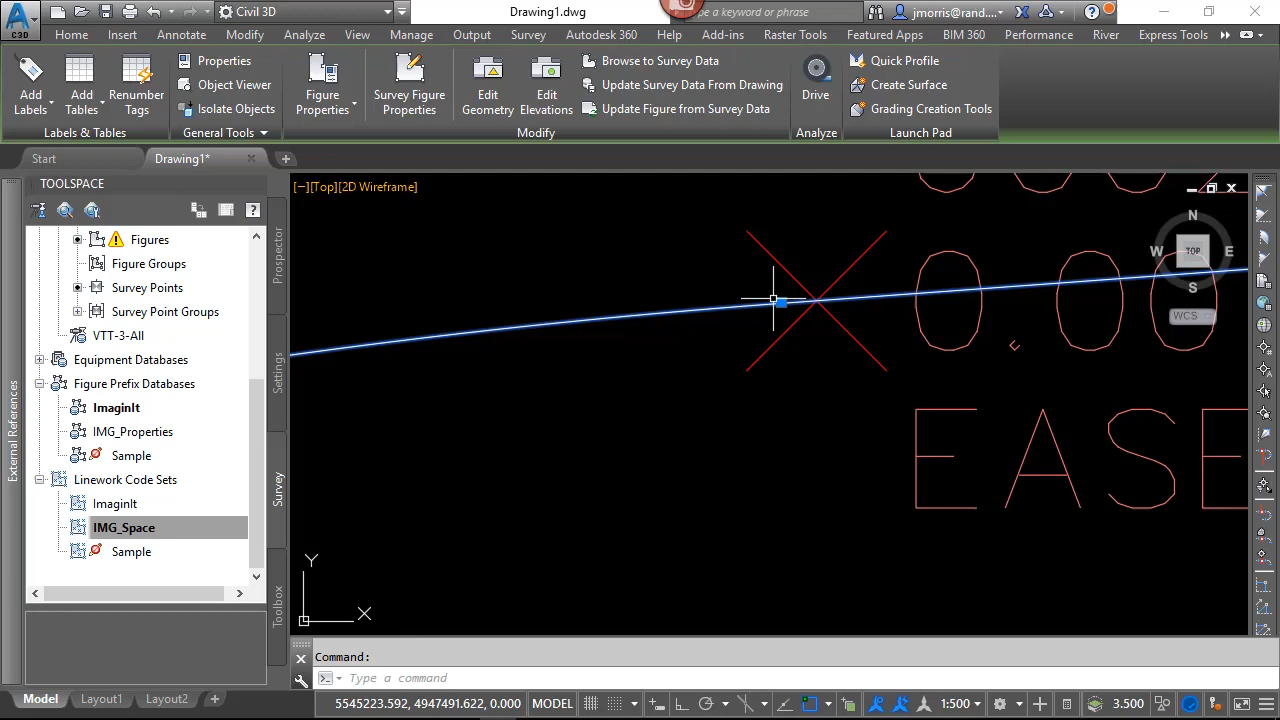 Civil 3D
Drawing1.dwg
pe a keyword or phrase
jmorris@rand....
C3D
Home Insert Annotate Modify Analyze View Manage Output Survey Autodesk 360 Help Add-ins Raster Tools Featured Apps BIM 360 Performance River Express Tools
Add Labels
Add Tables
Renumber Tags
Labels & Tables
Properties
Object Viewer
Isolate Objects
General Tools
Figure Properties
Survey Figure Properties
Edit Geometry
Edit Elevations
Browse to Survey Data
Update Survey Data From Drawing
Update Figure from Survey Data
Modify
Drive
Analyze
Quick Profile
Create Surface
Grading Creation Tools
Launch Pad
Start Drawing1*
TOOLSPACE
Figures
Figure Groups
Survey Points
Survey Point Groups
VTT-3-All
Equipment Databases
Figure Prefix Databases
ImaginIt
IMG_Properties
Sample
Linework Code Sets
ImaginIt
IMG_Space
Sample
External References
Prospector
Settings
Survey
Toolbox
[−][Top][2D Wireframe]
N
W TOP E
S
WCS
0.00
EASE
Y
X
Command:
Type a command
Model Layout1 Layout2 +
5545223.592, 4947491.622, 0.000 MODEL 1:500 3.500